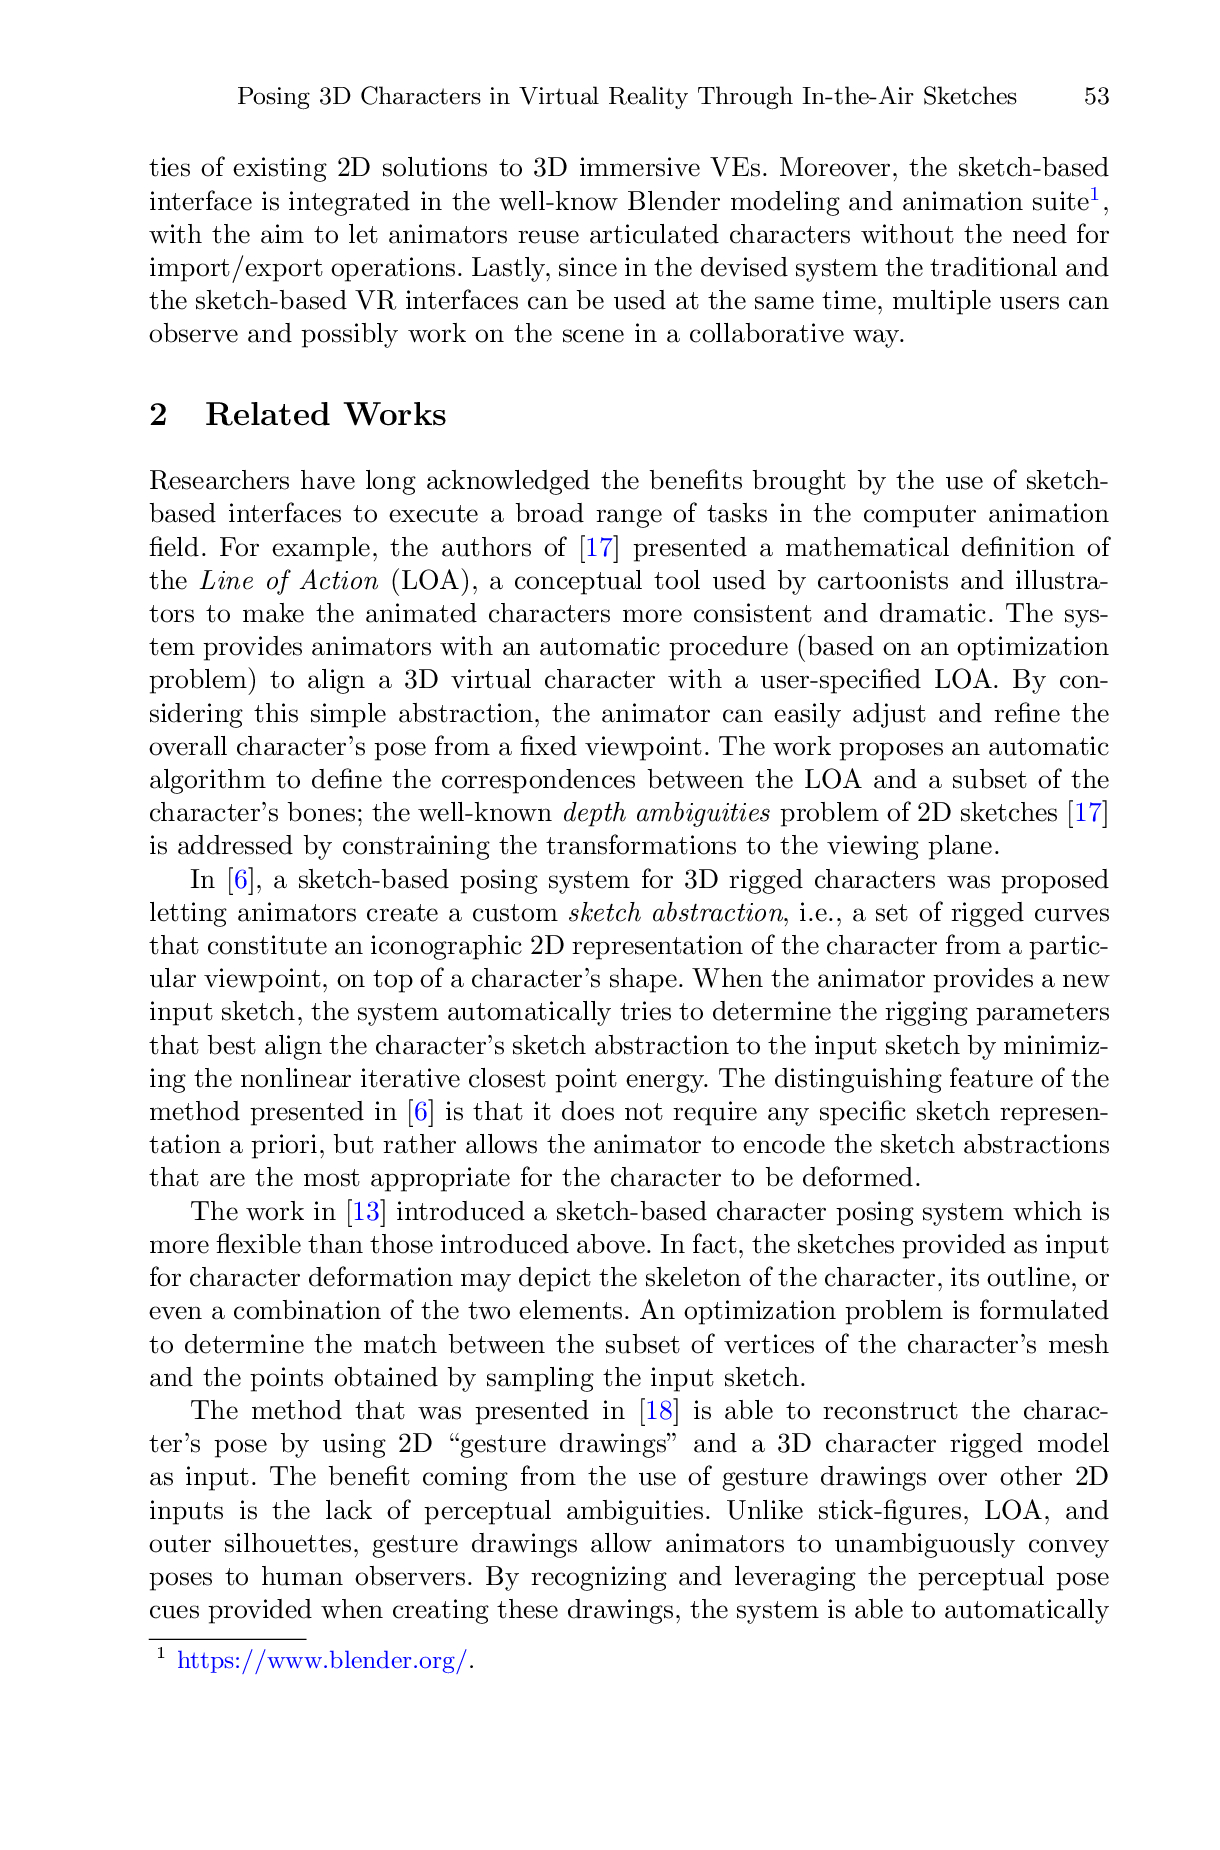 Posing 3D Characters in Virtual Reality Through In-the-Air Sketches 53
ties of existing 2D solutions to 3D immersive VEs. Moreover, the sketch-based
interface is integrated in the well-know Blender modeling and animation suite1,
with the aim to let animators reuse articulated characters without the need for
import/export operations. Lastly, since in the devised system the traditional and
the sketch-based VR interfaces can be used at the same time, multiple users can
observe and possibly work on the scene in a collaborative way.
2 Related Works
Researchers have long acknowledged the benefits brought by the use of sketch-
based interfaces to execute a broad range of tasks in the computer animation
field. For example, the authors of [17] presented a mathematical definition of
the Line of Action (LOA), a conceptual tool used by cartoonists and illustra-
tors to make the animated characters more consistent and dramatic. The sys-
tem provides animators with an automatic procedure (based on an optimization
problem) to align a 3D virtual character with a user-specified LOA. By con-
sidering this simple abstraction, the animator can easily adjust and refine the
overall character's pose from a fixed viewpoint. The work proposes an automatic
algorithm to define the correspondences between the LOA and a subset of the
character's bones; the well-known depth ambiguities problem of 2D sketches [17]
is addressed by constraining the transformations to the viewing plane.
In [6], a sketch-based posing system for 3D rigged characters was proposed
letting animators create a custom sketch abstraction, i.e., a set of rigged curves
that constitute an iconographic 2D representation of the character from a partic-
ular viewpoint, on top of a character's shape. When the animator provides a new
input sketch, the system automatically tries to determine the rigging parameters
that best align the character's sketch abstraction to the input sketch by minimiz-
ing the nonlinear iterative closest point energy. The distinguishing feature of the
method presented in [6] is that it does not require any specific sketch represen-
tation a priori, but rather allows the animator to encode the sketch abstractions
that are the most appropriate for the character to be deformed.
The work in [13] introduced a sketch-based character posing system which is
more flexible than those introduced above. In fact, the sketches provided as input
for character deformation may depict the skeleton of the character, its outline, or
even a combination of the two elements. An optimization problem is formulated
to determine the match between the subset of vertices of the character's mesh
and the points obtained by sampling the input sketch.
The method that was presented in [18] is able to reconstruct the charac-
ter's pose by using 2D “gesture drawings” and a 3D character rigged model
as input. The benefit coming from the use of gesture drawings over other 2D
inputs is the lack of perceptual ambiguities. Unlike stick-figures, LOA, and
outer silhouettes, gesture drawings allow animators to unambiguously convey
poses to human observers. By recognizing and leveraging the perceptual pose
cues provided when creating these drawings, the system is able to automatically
1 https://www.blender.org/.